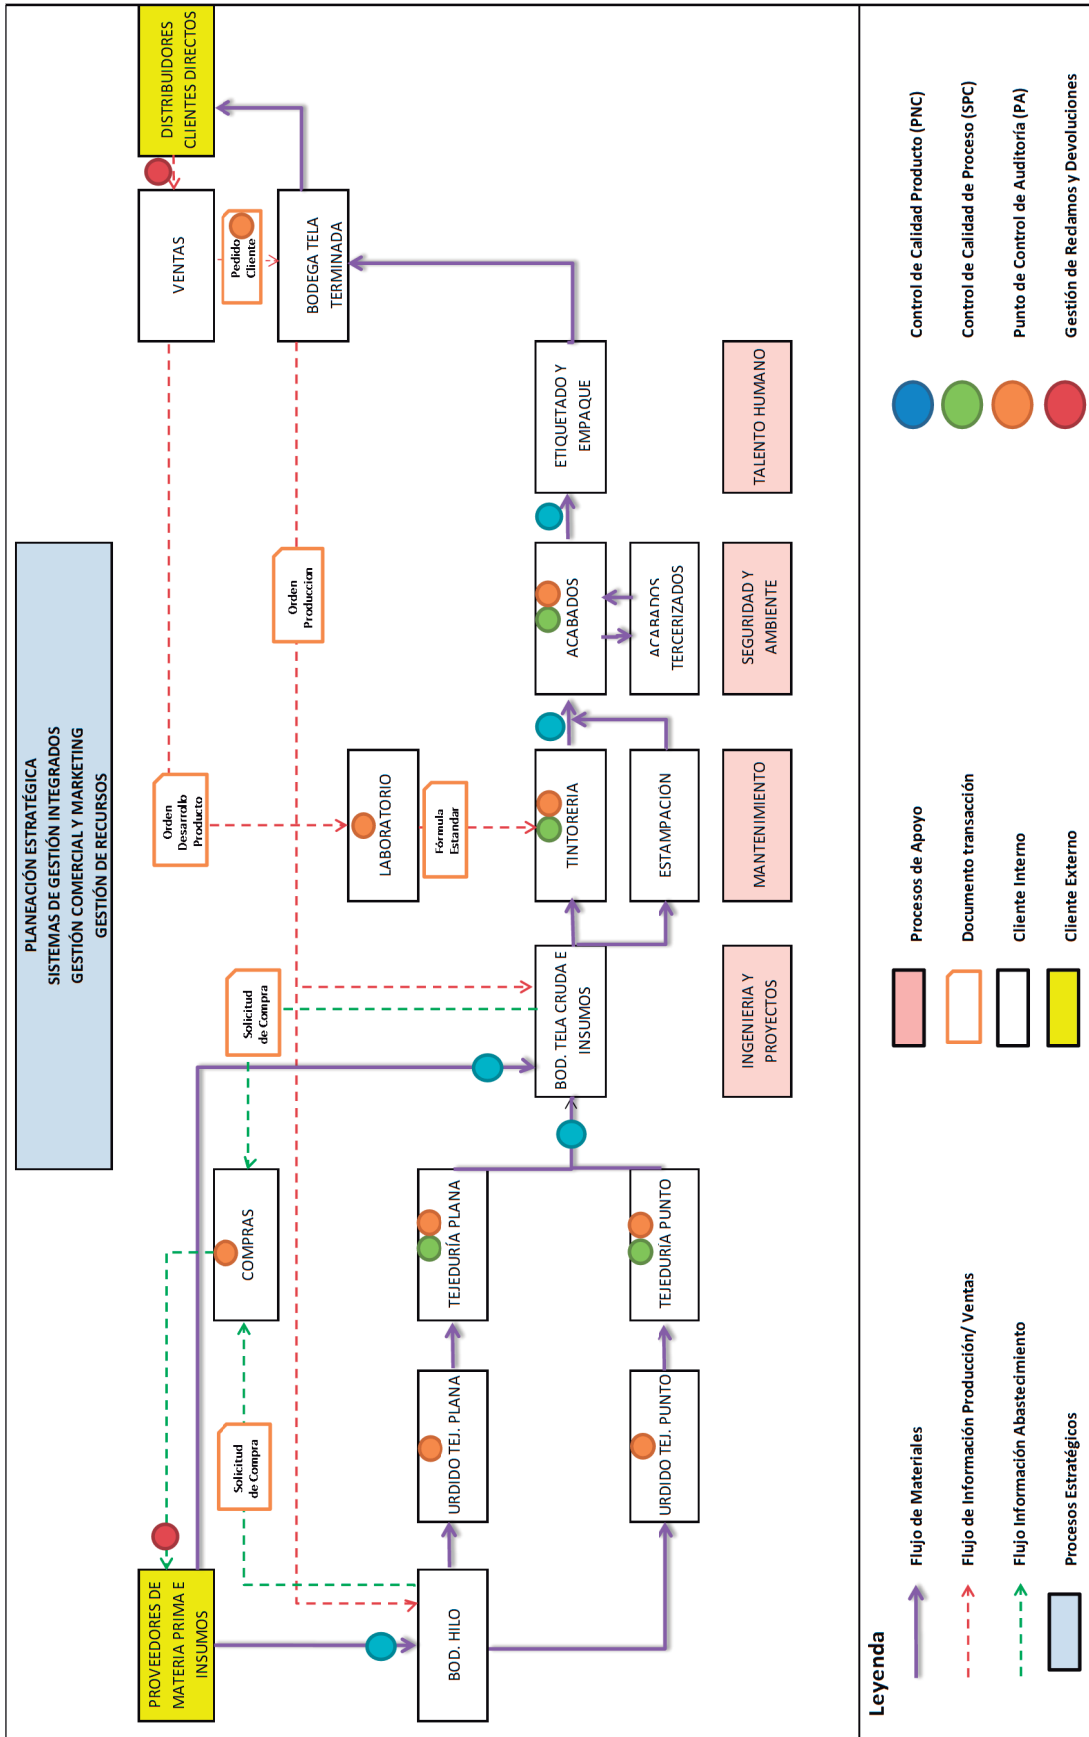 PLANEACIÓN ESTRATÉGICA
SISTEMAS DE GESTIÓN INTEGRADOS
GESTIÓN COMERCIAL Y MARKETING
GESTIÓN DE RECURSOS
PROVEEDORES DE
MATERIA PRIMA E
INSUMOS
Solicitud
de Compra
COMPRAS
Solicitud
de Compra
Orden
Desarrollo
Producto
Orden
Produccion
VENTAS
Pedido
Cliente
DISTRIBUIDORES
CLIENTES DIRECTOS
BODEGA TELA
TERMINADA
LABORATORIO
Fórmula
Estandar
BOD. HILO
URDIDO TEJ. PLANA
TEJEDURÍA PLANA
URDIDO TEJ. PUNTO
TEJEDURÍA PUNTO
BOD. TELA CRUDA E
INSUMOS
TINTORERIA
ESTAMPACIÓN
ACABADOS
ACABADOS
TERCERIZADOS
ETIQUETADO Y
EMPAQUE
INGENIERIA Y
PROYECTOS
MANTENIMIENTO
SEGURIDAD Y
AMBIENTE
TALENTO HUMANO
Leyenda
Flujo de Materiales
Flujo de Información Producción/ Ventas
Flujo Información Abastecimiento
Procesos Estratégicos
Procesos de Apoyo
Documento transacción
Cliente Interno
Cliente Externo
Control de Calidad Producto (PNC)
Control de Calidad de Proceso (SPC)
Punto de Control de Auditoría (PA)
Gestión de Reclamos y Devoluciones